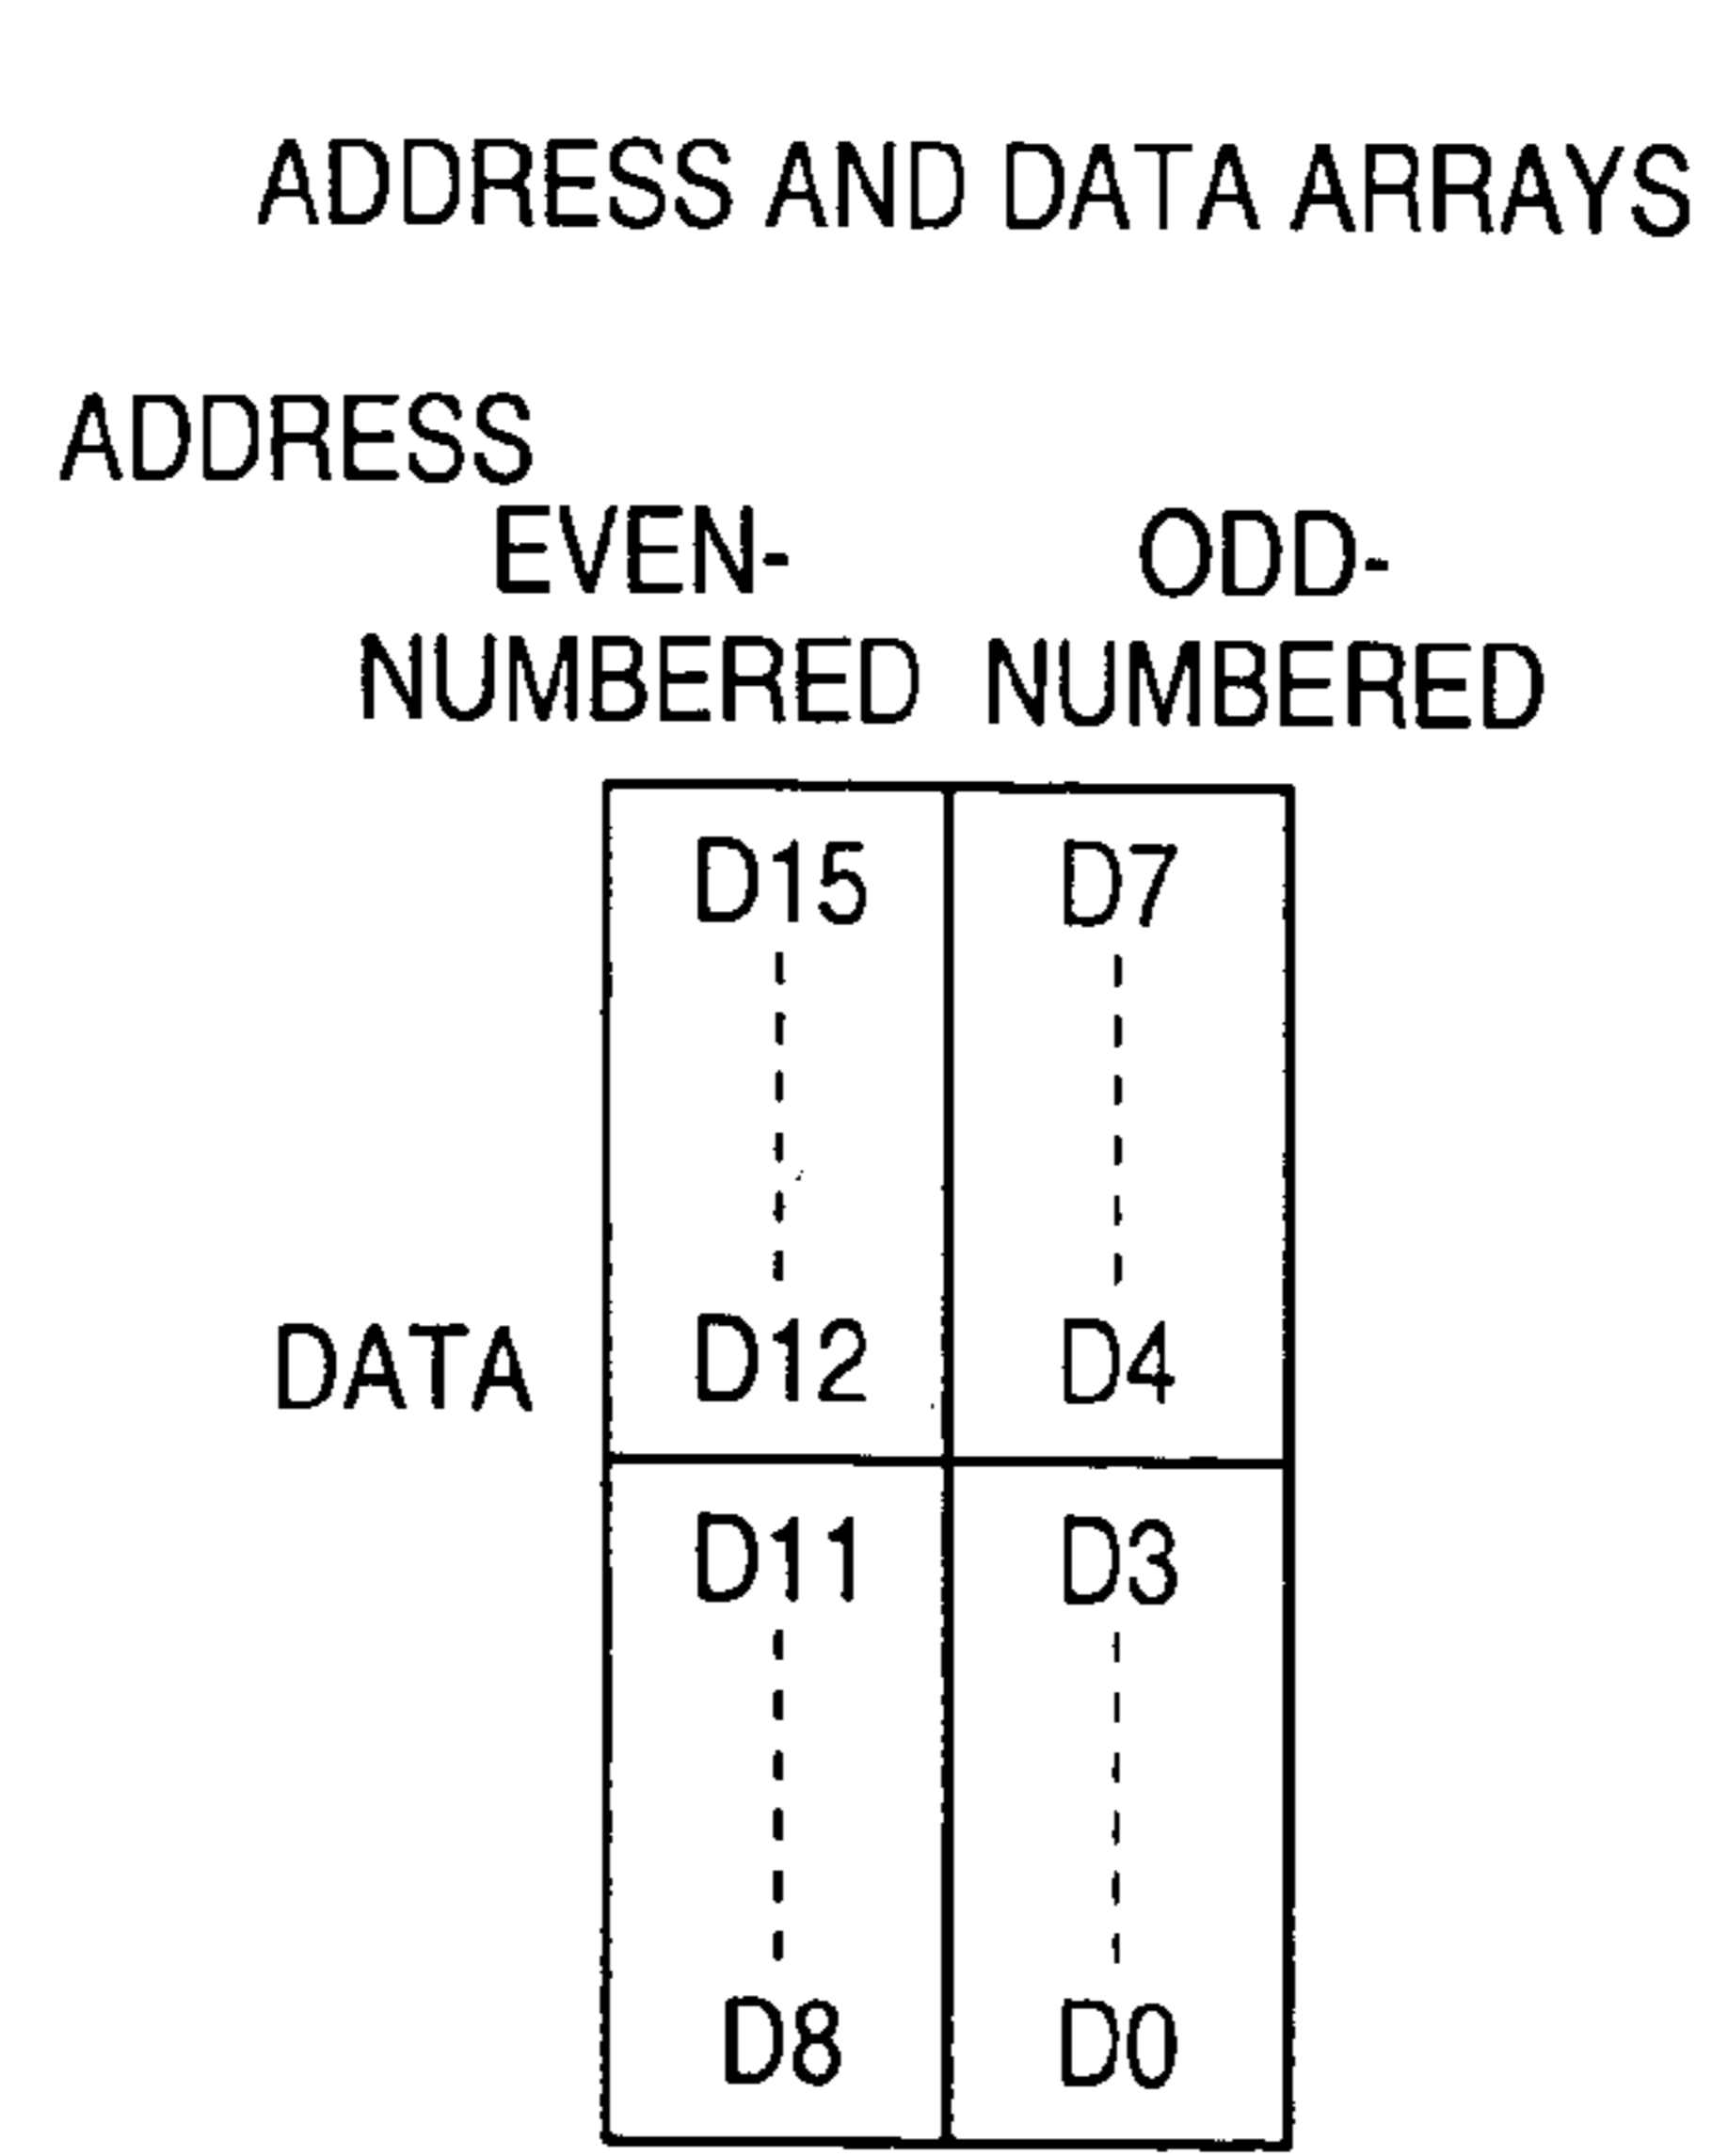 ADDRESS AND DATA ARRAYS
ADDRESS
EVEN- ODD-
NUMBERED NUMBERED
D15 D7
DATA D12 D4
D11 D3
D8 D0